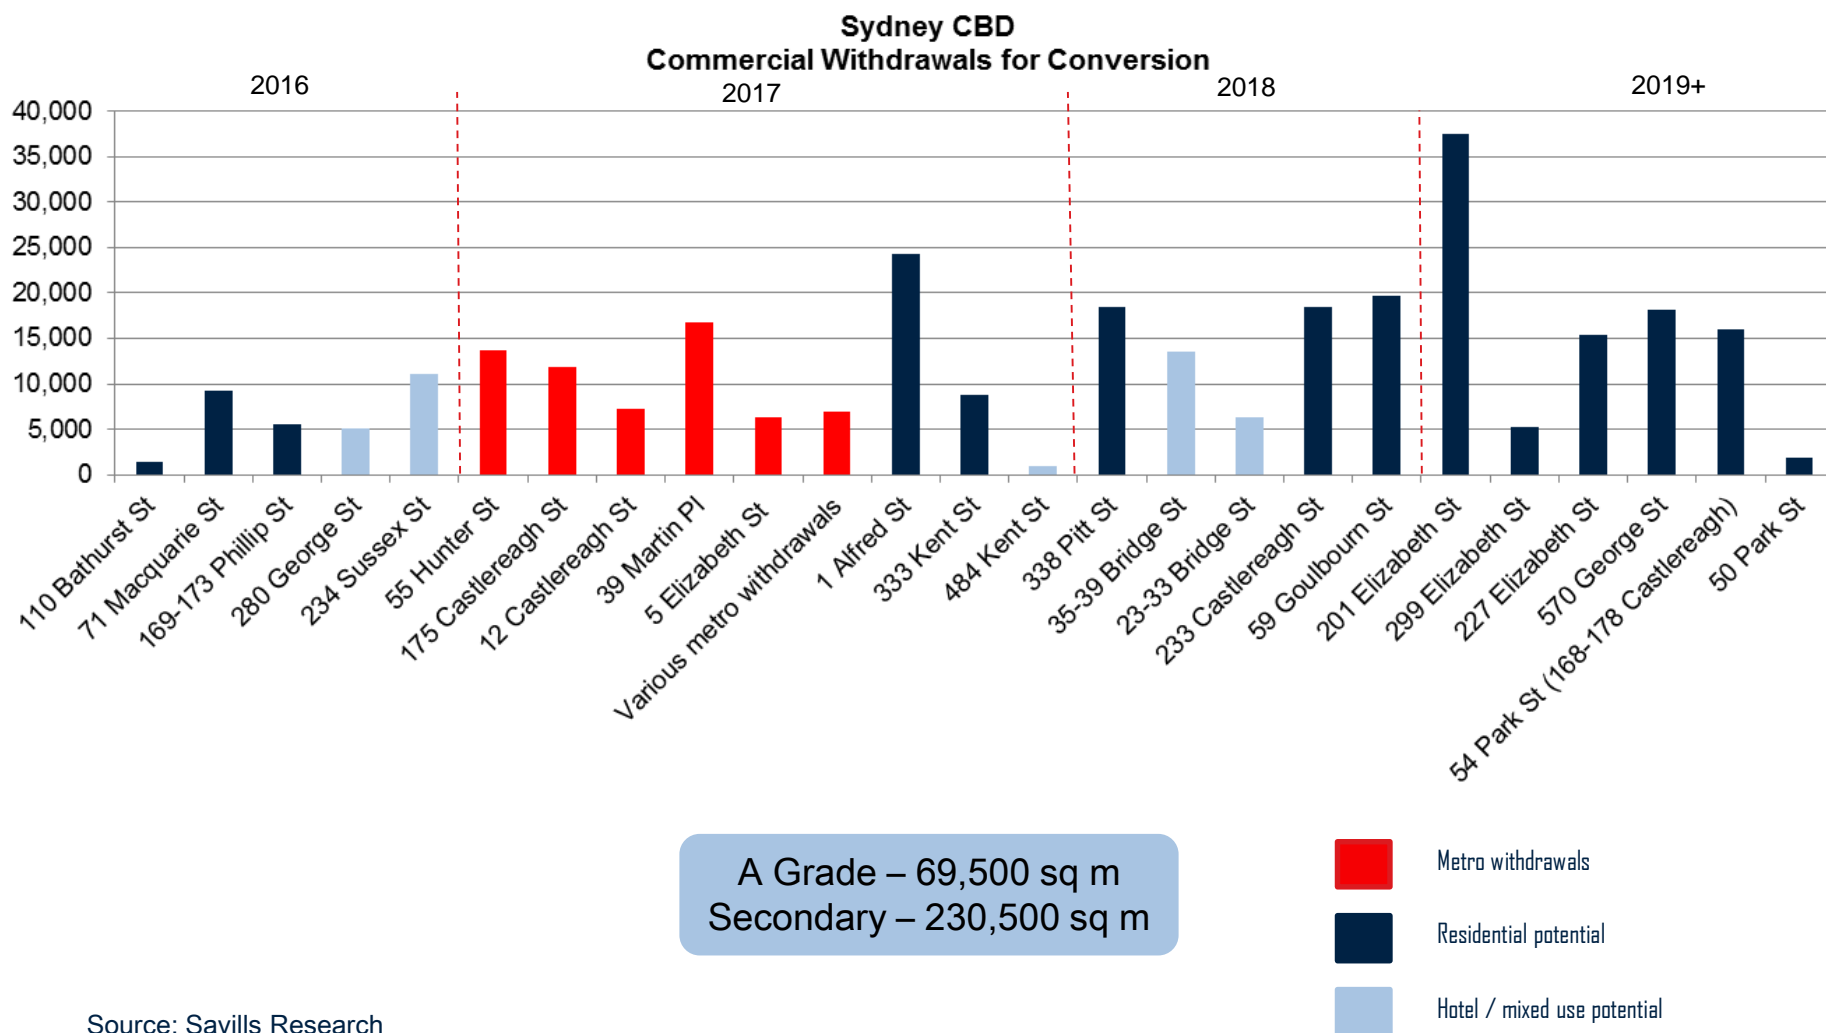 Sydney CBD
Commercial Withdrawals for Conversion
2016
2017
2018
2019+
40,000
35,000
30,000
25,000
20,000
15,000
10,000
5,000
0
110 Bathurst St
71 Macquarie St
169-173 Phillip St
280 George St
234 Sussex St
55 Hunter St
175 Castlereagh St
12 Castlereagh St
39 Martin Pl
5 Elizabeth St
Various metro withdrawals
1 Alfred St
333 Kent St
484 Kent St
338 Pitt St
35-39 Bridge St
23-33 Bridge St
233 Castlereagh St
59 Goulbourn St
201 Elizabeth St
299 Elizabeth St
227 Elizabeth St
570 George St
54 Park St (168-178 Castlereagh)
50 Park St
A Grade – 69,500 sq m
Secondary – 230,500 sq m
Metro withdrawals
Residential potential
Hotel / mixed use potential
Source: Savills Research